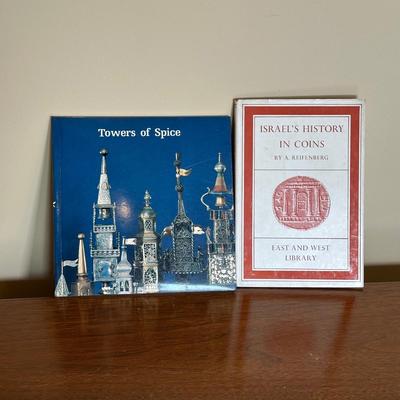 Towers of Spice
ISRAEL'S HISTORY
IN COINS
BY A. REIFENBERG
EAST AND WEST
LIBRARY